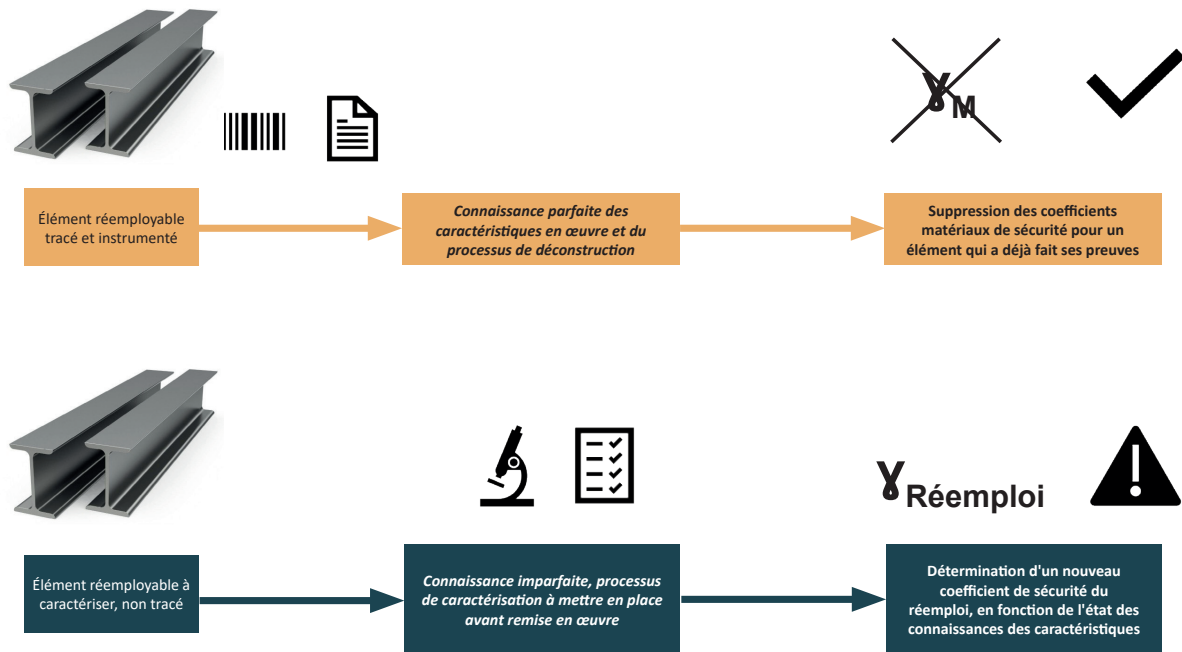 ɣ M
Élément réemployable
tracé et instrumenté
Connaissance parfaite des
caractéristiques en œuvre et du
processus de déconstruction
Suppression des coefficients
matériaux de sécurité pour un
élément qui a déjà fait ses preuves
ɣ Réemploi
Élément réemployable à
caractériser, non tracé
Connaissance imparfaite, processus
de caractérisation à mettre en place
avant remise en œuvre
Détermination d'un nouveau
coefficient de sécurité du
réemploi, en fonction de l'état des
connaissances des caractéristiques